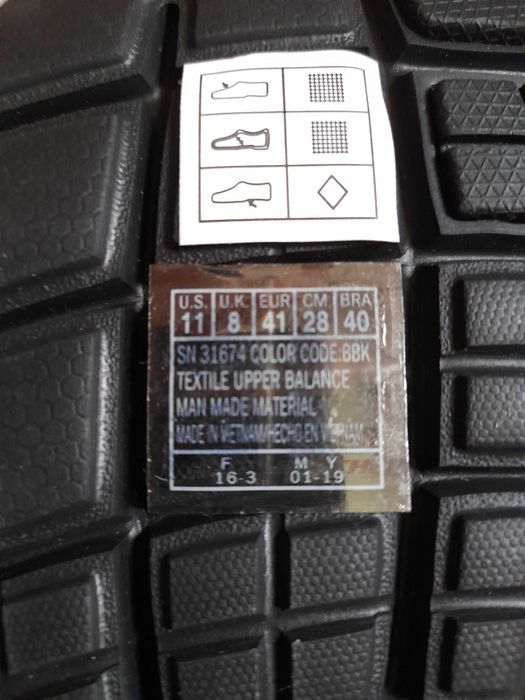 U.S. U.K. EUR CM BRA
11 8 41 28 40
SN 31674 COLOR CODE:BBK
TEXTILE UPPER BALANCE
MAN MADE MATERIAL
MADE IN VIETNAM/HECHO EN VIETNAM
F M Y
16-3 01-19